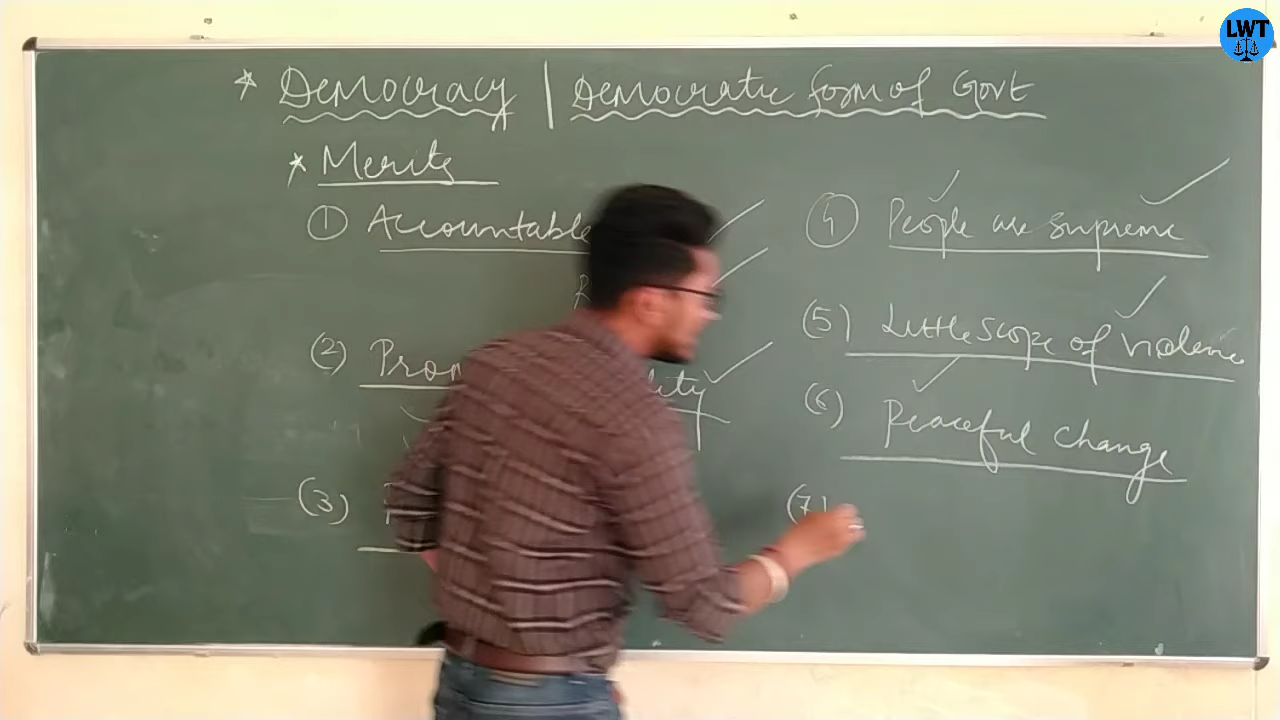 * Democracy | Democratic form of Govt
* Merits
① Accountable
(2) Pro
(3)
④ People are supreme
(5) Little scope of violence
(6) Peaceful change
(7)
LWT